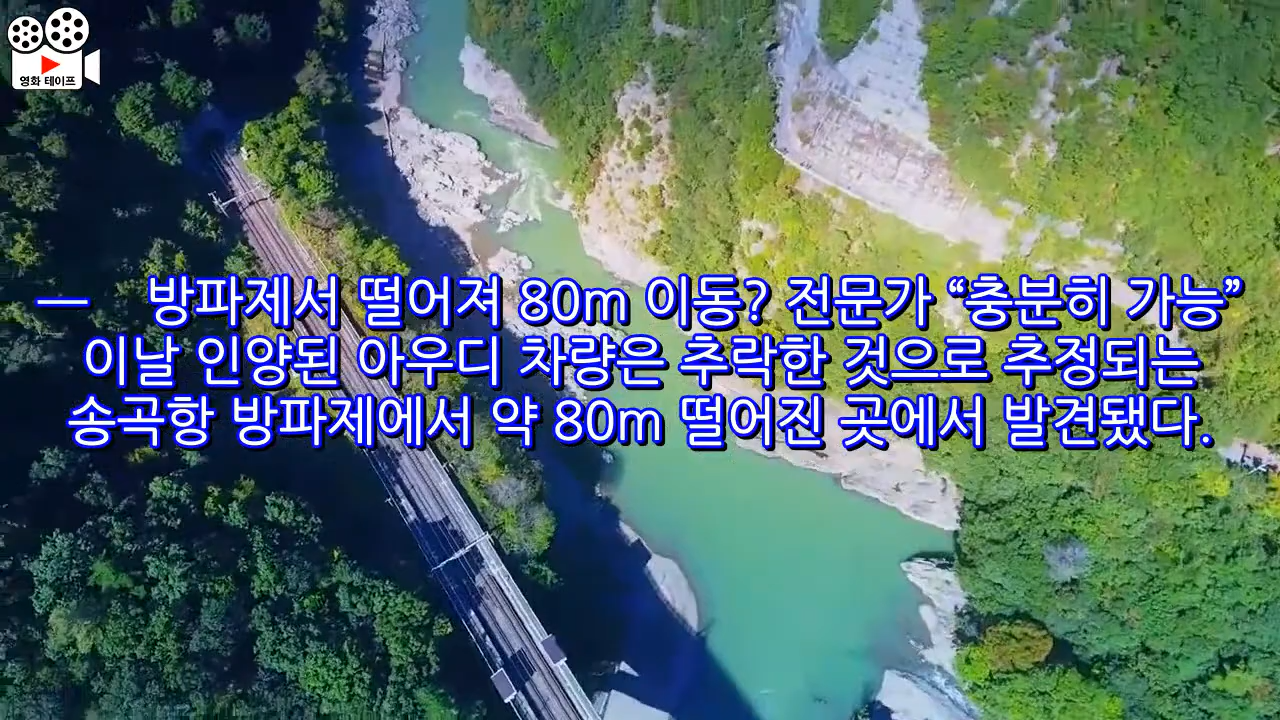 영화 테이프
— 방파제서 떨어져 80m 이동? 전문가 “충분히 가능”
이날 인양된 아우디 차량은 추락한 것으로 추정되는
송곡항 방파제에서 약 80m 떨어진 곳에서 발견됐다.